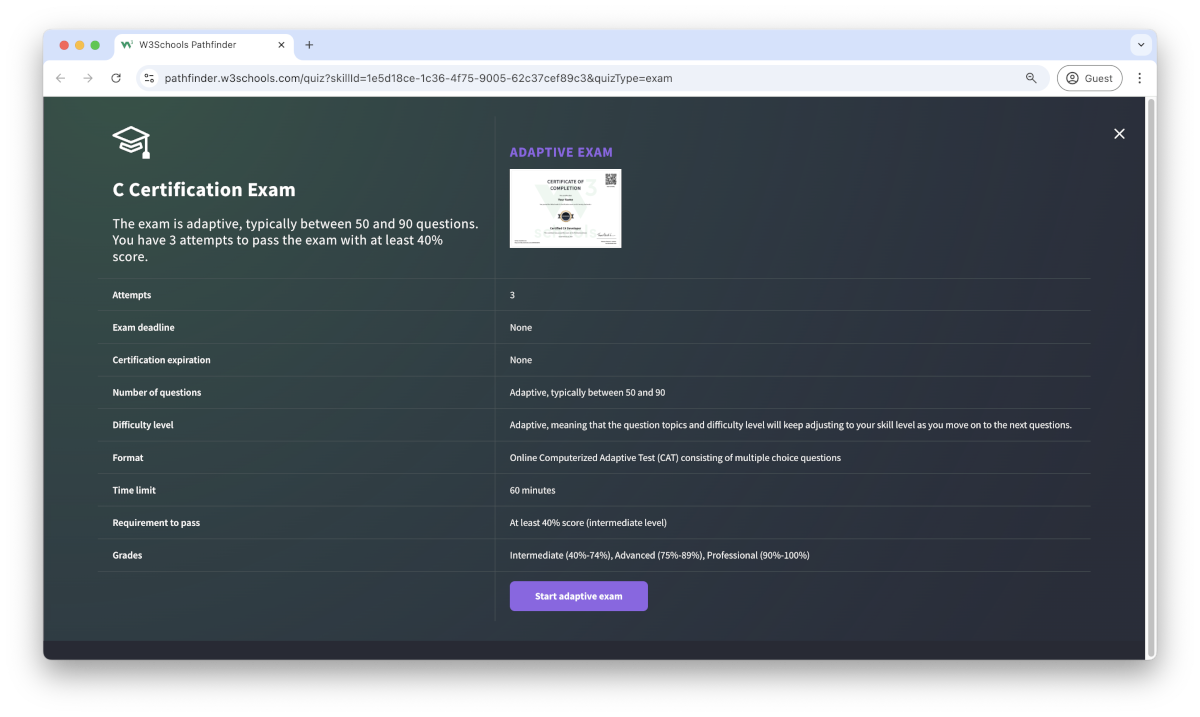 W3Schools Pathfinder
pathfinder.w3schools.com/quiz?skillId=1e5d18ce-1c36-4f75-9005-62c37cef89c3&quizType=exam
Guest
C Certification Exam
The exam is adaptive, typically between 50 and 90 questions.
You have 3 attempts to pass the exam with at least 40%
score.
ADAPTIVE EXAM
CERTIFICATE OF
COMPLETION
Attempts
3
Exam deadline
None
Certification expiration
None
Number of questions
Adaptive, typically between 50 and 90
Difficulty level
Adaptive, meaning that the question topics and difficulty level will keep adjusting to your skill level as you move on to the next questions.
Format
Online Computerized Adaptive Test (CAT) consisting of multiple choice questions
Time limit
60 minutes
Requirement to pass
At least 40% score (intermediate level)
Grades
Intermediate (40%-74%), Advanced (75%-89%), Professional (90%-100%)
Start adaptive exam